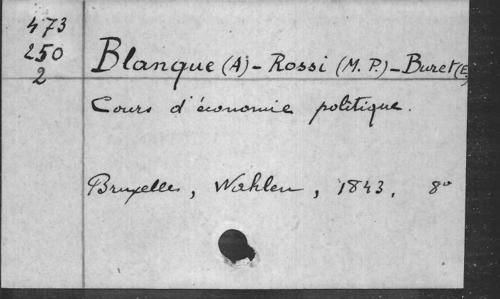 473
250
2
Blanque (A) - Rossi (M. P.) - Buret (E)
Cours d'économie politique.
Bruxelles, Wahlen, 1843, 8°